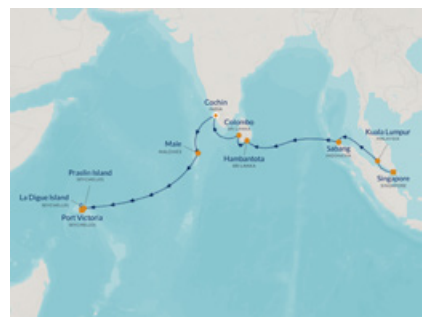 Cochin
INDIA
Colombo
SRI LANKA
Hambantota
SRI LANKA
Male
MALDIVES
Sabang
INDONESIA
Kuala Lumpur
MALAYSIA
Singapore
SINGAPORE
Praslin Island
SEYCHELLES
La Digue Island
SEYCHELLES
Port Victoria
SEYCHELLES